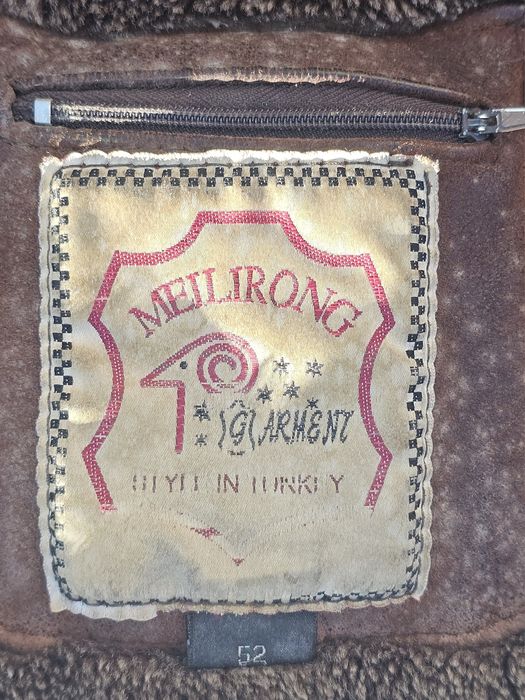 MEILIRONG
GARMENT
STYLE IN TURKEY
52